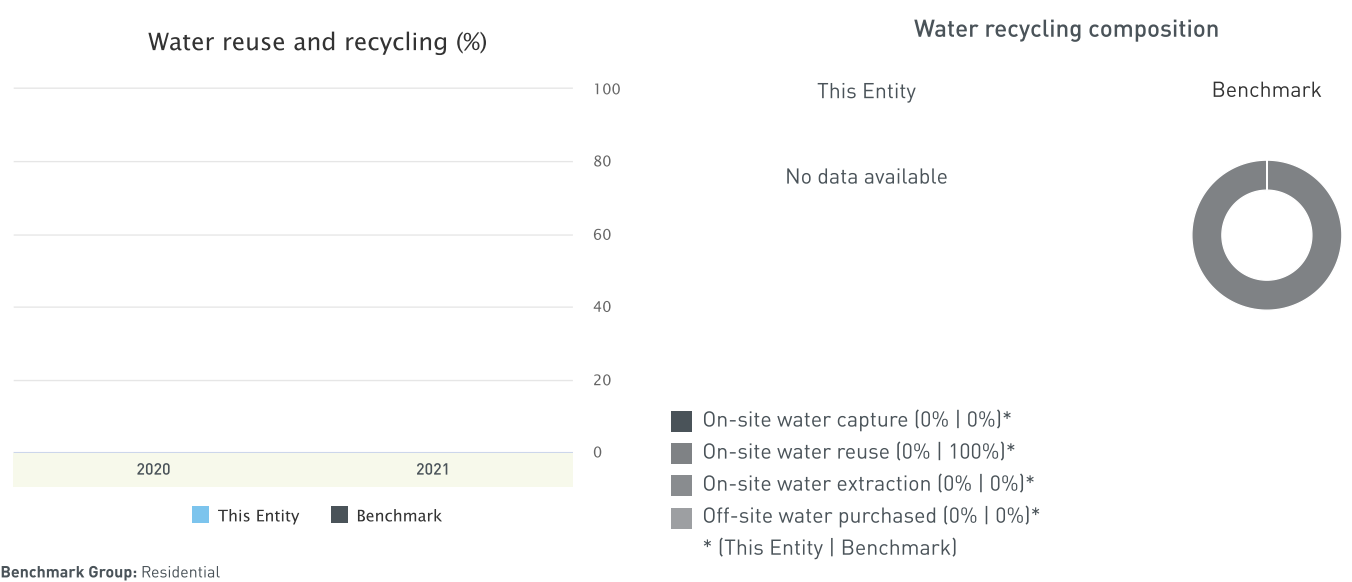 Water reuse and recycling (%)
100
80
60
40
20
0
2020
2021
This Entity
Benchmark
Benchmark Group: Residential
Water recycling composition
This Entity
Benchmark
No data available
On-site water capture (0% | 0%)*
On-site water reuse (0% | 100%)*
On-site water extraction (0% | 0%)*
Off-site water purchased (0% | 0%)*
* (This Entity | Benchmark)